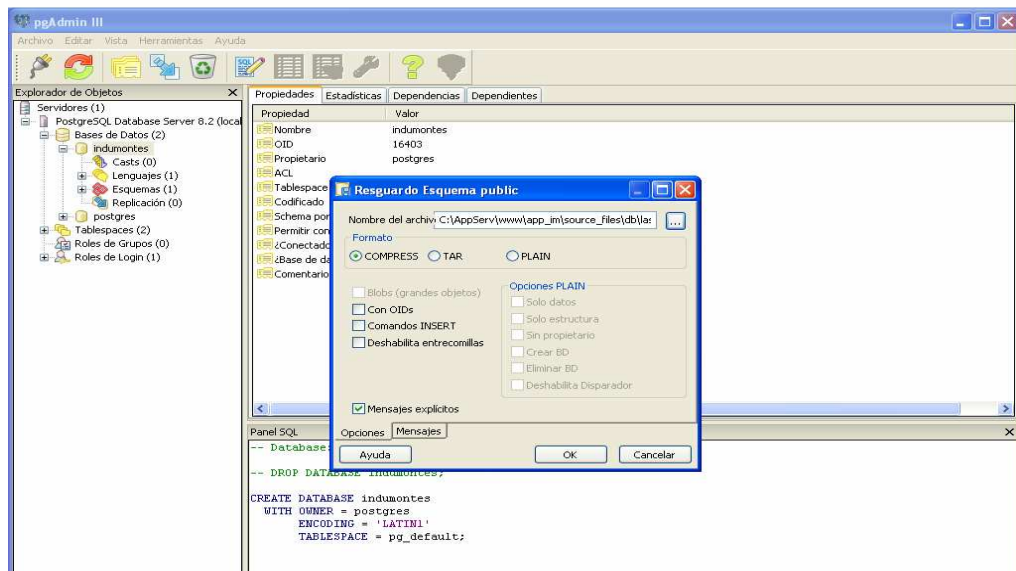 pgAdmin III
Archivo Editar Vista Herramientas Ayuda
SQL
Explorador de Objetos
Servidores (1)
PostgreSQL Database Server 8.2 (local
Bases de Datos (2)
indumontes
Casts (0)
Lenguajes (1)
Esquemas (1)
Replicación (0)
postgres
Tablespaces (2)
Roles de Grupos (0)
Roles de Login (1)
Propiedades Estadísticas Dependencias Dependientes
Propiedad Valor
Nombre indumontes
OID 16403
Propietario postgres
ACL
Tablespace
Codificado
Schema por
Permitir con
¿Conectado
¿Base de da
Comentario
Resguardo Esquema public
Nombre del archivo C:\AppServ\www\app_im\source_files\db\las ...
Formato
COMPRESS TAR PLAIN
Blobs (grandes objetos)
Con OIDs
Comandos INSERT
Deshabilita entrecomillas
Opciones PLAIN
Solo datos
Solo estructura
Sin propietario
Crear BD
Eliminar BD
Deshabilita Disparador
Mensajes explícitos
Opciones Mensajes
Ayuda OK Cancelar
Panel SQL
-- Database:
-- DROP DATABASE indumontes;
CREATE DATABASE indumontes
WITH OWNER = postgres
ENCODING = 'LATIN1'
TABLESPACE = pg_default;